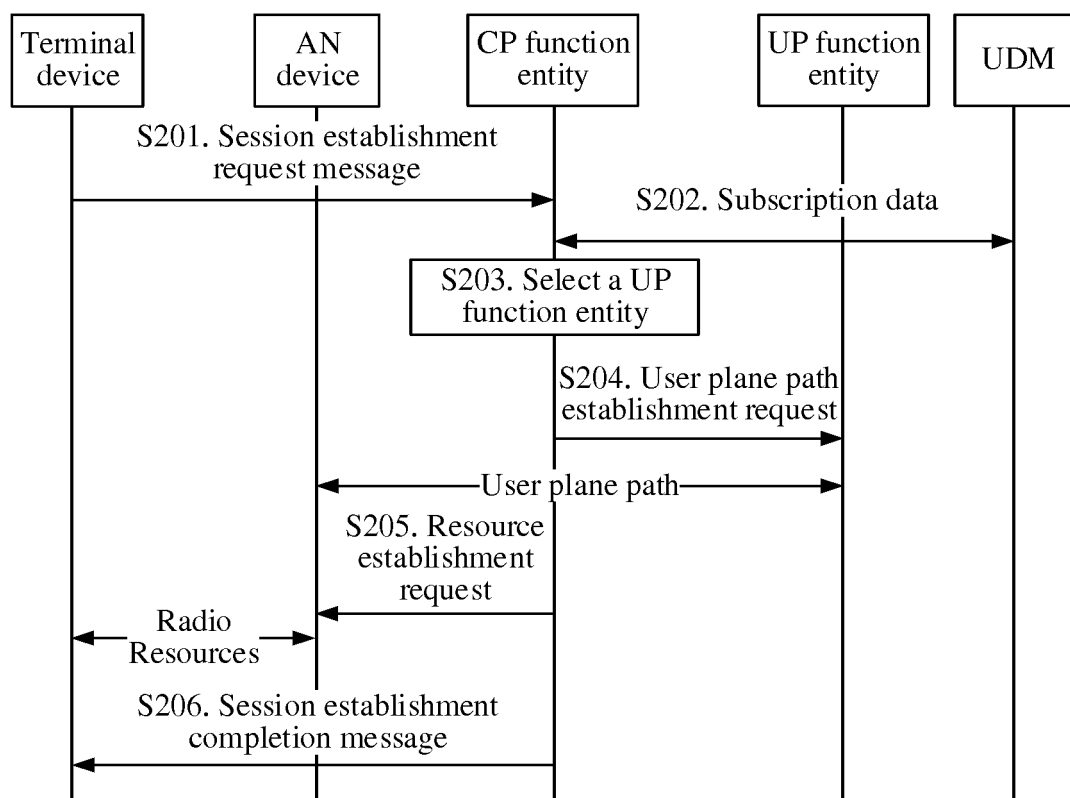 Terminal
device
AN
device
CP function
entity
UP function
entity
UDM
S201. Session establishment
request message
S202. Subscription data
S203. Select a UP
function entity
S204. User plane path
establishment request
User plane path
S205. Resource
establishment
request
Radio
Resources
S206. Session establishment
completion message